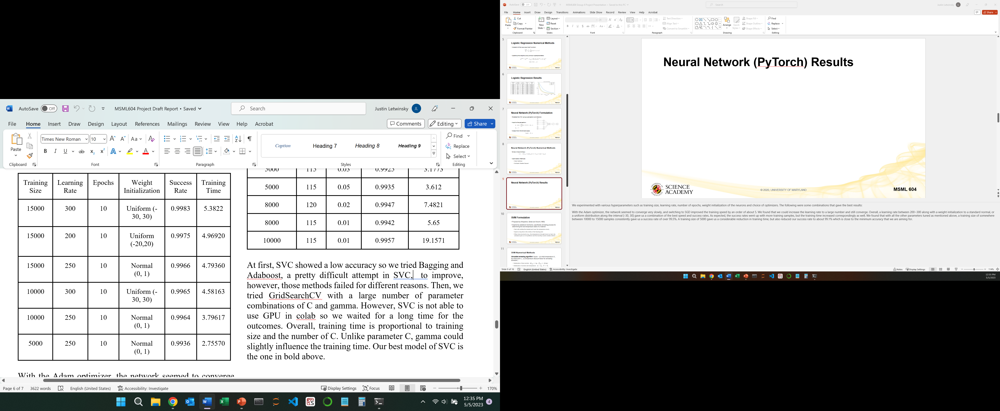 AutoSave Off MSML604 Project Draft Report • Saved Search Justin Letwinsky JL
File Home Insert Draw Design Layout References Mailings Review View Help Acrobat Comments Editing Share
Paste
Clipboard
Times New Roman 10
Font
Paragraph
Caption Heading 7 Heading 8 Heading 9
Styles
Find
Replace
Select
Editing
Training Size Learning Rate Epochs Weight Initialization Success Rate Training Time
15000 300 10 Uniform (-30, 30) 0.9983 5.3822
15000 200 10 Uniform (-20,20) 0.9975 4.96920
15000 250 10 Normal (0, 1) 0.9966 4.79360
10000 300 10 Uniform (-30, 30) 0.9965 4.58163
10000 250 10 Normal (0, 1) 0.9964 3.79617
5000 250 10 Normal (0, 1) 0.9936 2.75570
With the Adam optimizer, the network seemed to converge
5000 115 0.05 0.9935 3.612
8000 120 0.02 0.9947 7.4821
8000 115 0.01 0.9942 5.65
10000 115 0.01 0.9957 19.1571
At first, SVC showed a low accuracy so we tried Bagging and
Adaboost, a pretty difficult attempt in SVC, to improve,
however, those methods failed for different reasons. Then, we
tried GridSearchCV with a large number of parameter
combinations of C and gamma. However, SVC is not able to
use GPU in colab so we waited for a long time for the
outcomes. Overall, training time is proportional to training
size and the number of C. Unlike parameter C, gamma could
slightly influence the training time. Our best model of SVC is
the one in bold above.
Page 6 of 7 3622 words English (United States) Accessibility: Investigate Display Settings Focus 170%
12:35 PM
5/5/2023 4
AutoSave Off MSML604 Group 4 Project Presentation • Saved to this PC Search Justin Letwinsky JL
File Home Insert Draw Design Transitions Animations Slide Show Record Review View Help Acrobat Share
Paste Cut Copy Format Painter
Clipboard
New Slide Layout Reset Section
Slides
Font
Text Direction
Align Text
Convert to SmartArt
Paragraph
Arrange Quick Styles Shape Fill Shape Outline Shape Effects
Drawing
Find Replace Select
Editing
5
Logistic Regression Numerical Methods
6
Logistic Regression Results
7
Neural Network (PyTorch) Formulation
8
Neural Network (PyTorch) Numerical Methods
9
Neural Network (PyTorch) Results
10
SVM Formulation
11
SVM Numerical Methods
Neural Network (PyTorch) Results
UNIVERSITY OF MARYLAND
SCIENCE
ACADEMY
© 2020, UNIVERSITY OF MARYLAND
MSML 604
We experimented with various hyperparameters such as training size, learning rate, number of epochs, weight initialization of the neurons and choice of optimizers. The following were some combinations that gave the best results:
With the Adam optimizer, the network seemed to converge very slowly, and switching to SGD improved the training speed by an order of about 5. We found that we could increase the learning rate to a large number and still converge. Overall, a learning rate between 200~300 along with a weight initialization to a standard normal, or
a uniform distribution along the interval [-30, 30] gave us a combination of the best speed and success rates. As expected, the success rates went up with more training samples, but the training time increased correspondingly as well. We found that with all the other parameters tuned as mentioned above, a training size of somewhere
between 10000 to 15000 samples consistently gave us a success rate of over 99.5%. A training size of 5000 gave us a considerable reduction in training time, but also reduced our success rate to about 99.1% which is close to the minimum accuracy that we are aiming for.
Slide 9 of 16 English (United States) Accessibility: Investigate Notes Display Settings 114%
12:35 PM
5/5/2023